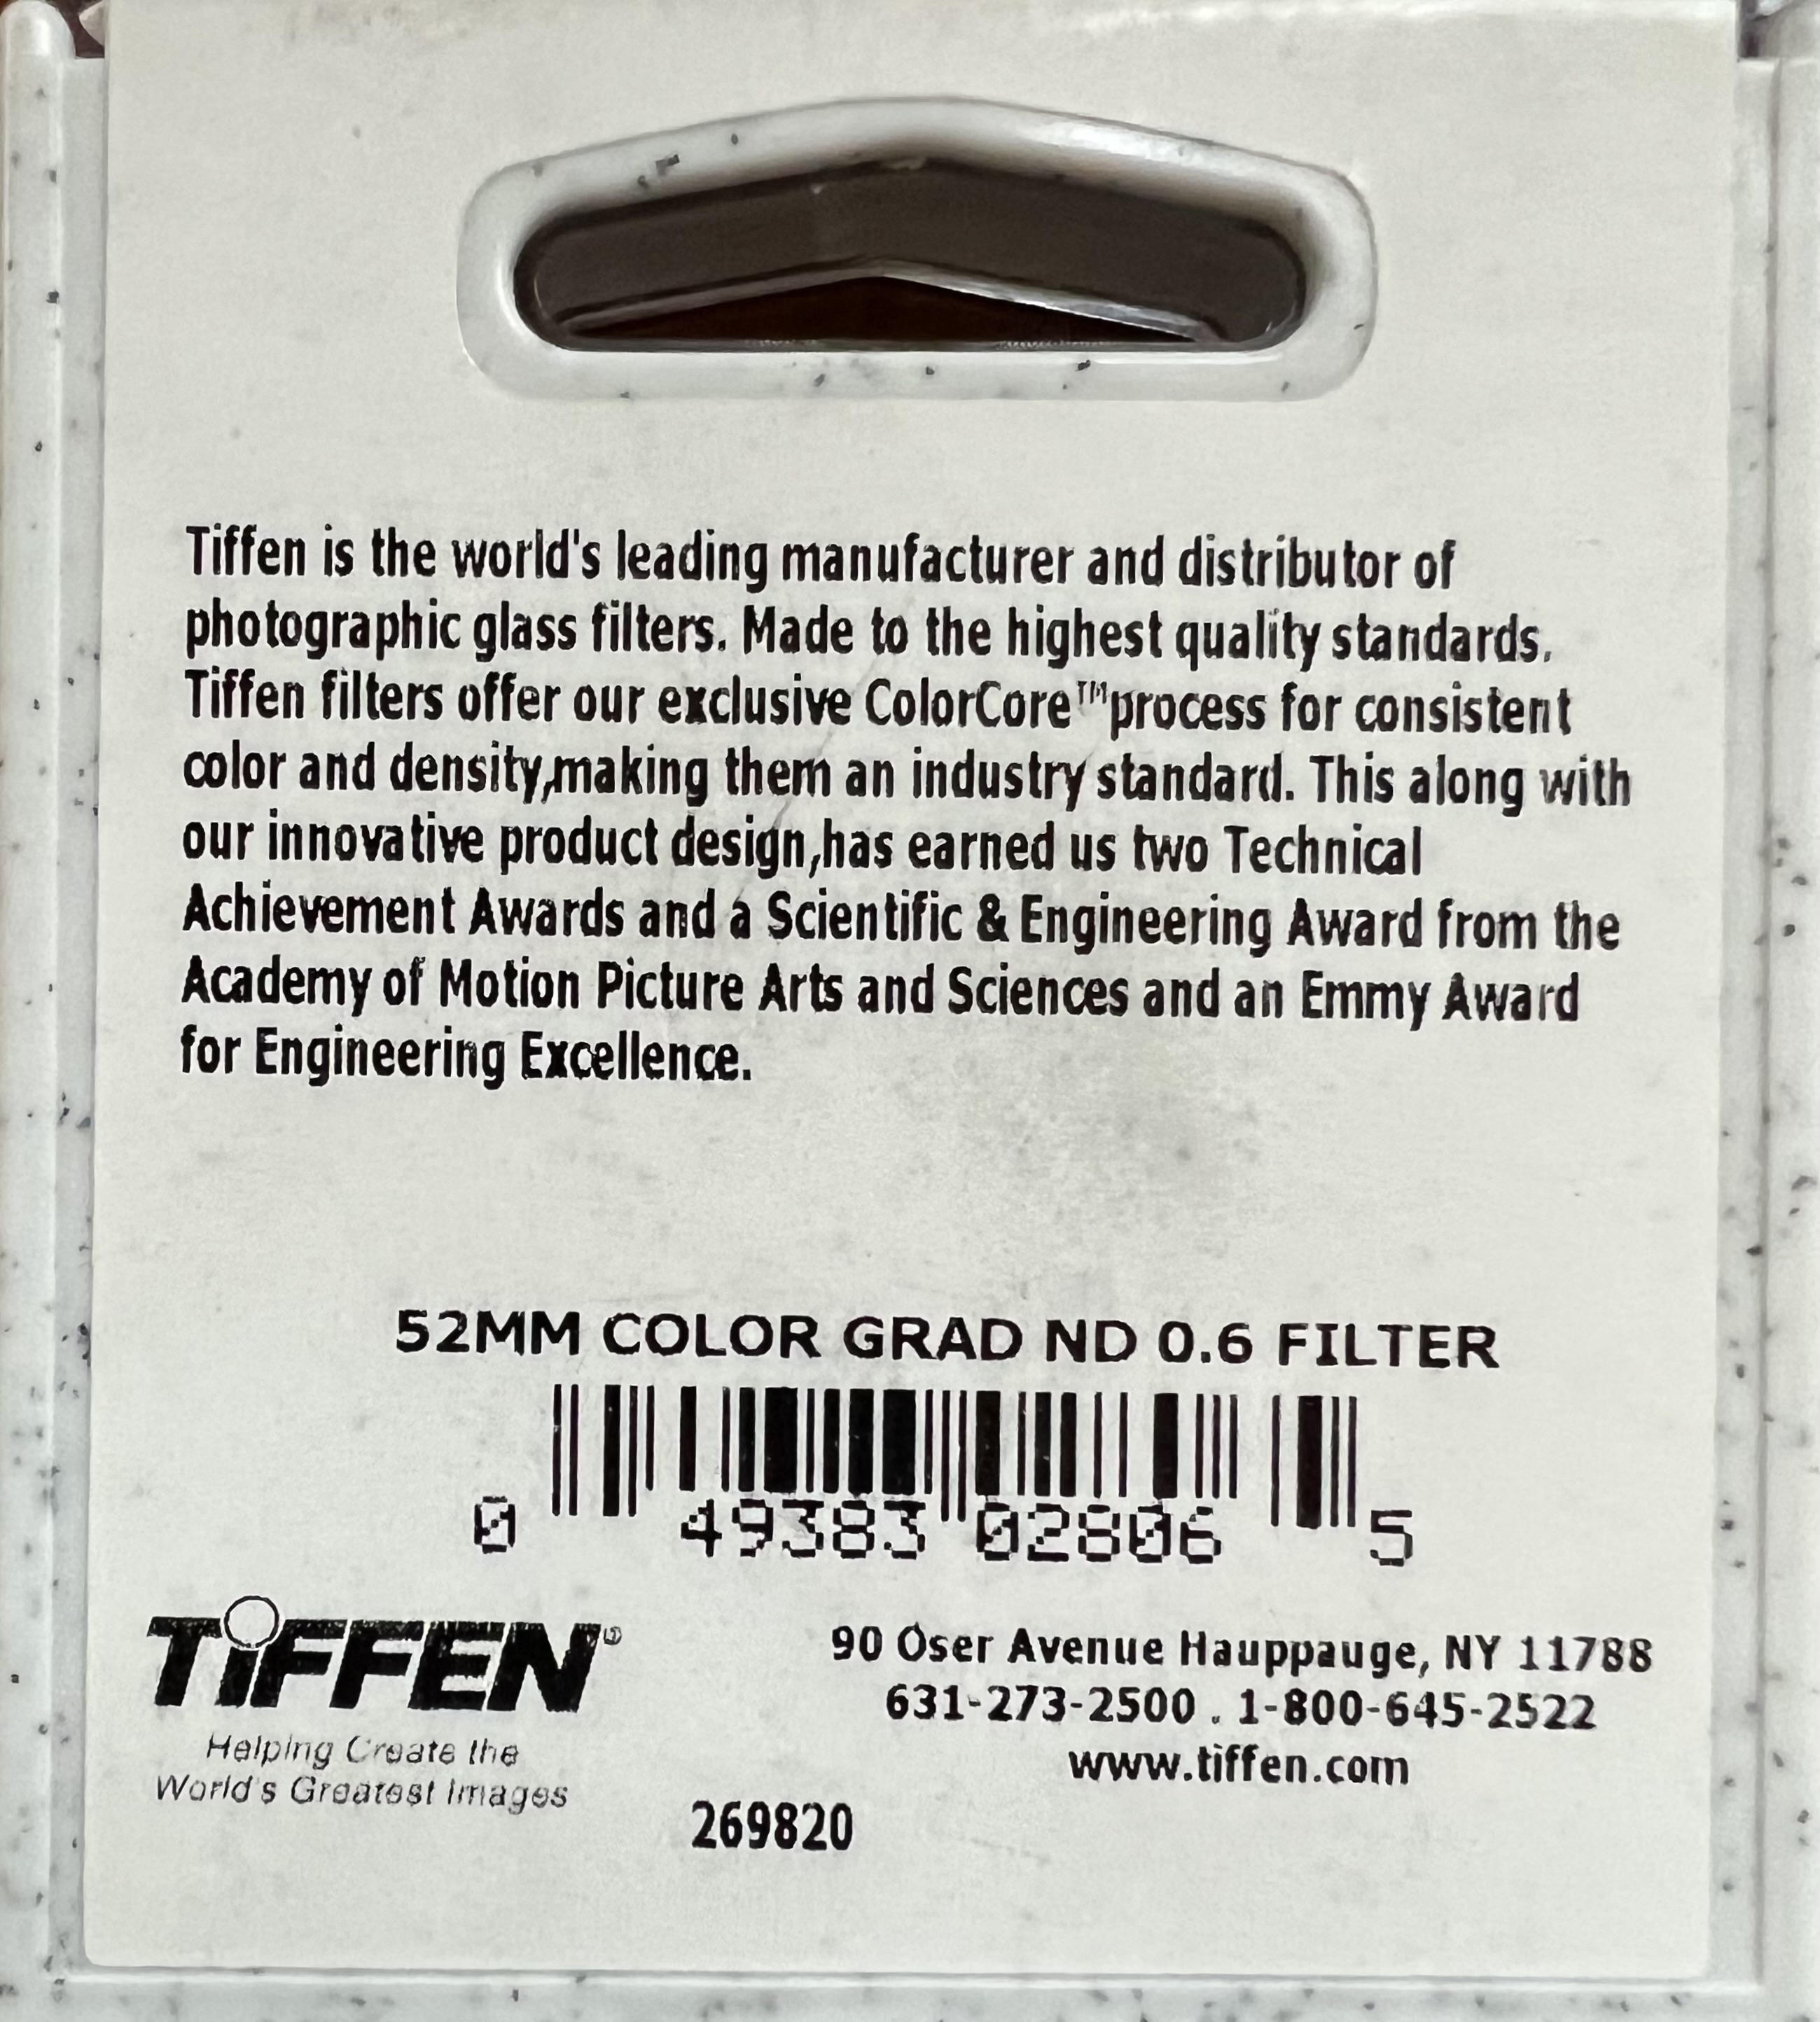 Tiffen is the world's leading manufacturer and distributor of
photographic glass filters. Made to the highest quality standards.
Tiffen filters offer our exclusive ColorCore™process for consistent
color and density,making them an industry standard. This along with
our innovative product design,has earned us two Technical
Achievement Awards and a Scientific & Engineering Award from the
Academy of Motion Picture Arts and Sciences and an Emmy Award
for Engineering Excellence.
52MM COLOR GRAD ND 0.6 FILTER
0 49383 02806 5
TiFFEN®
Helping Create the
World's Greatest Images
90 Oser Avenue Hauppauge, NY 11788
631-273-2500 . 1-800-645-2522
www.tiffen.com
269820